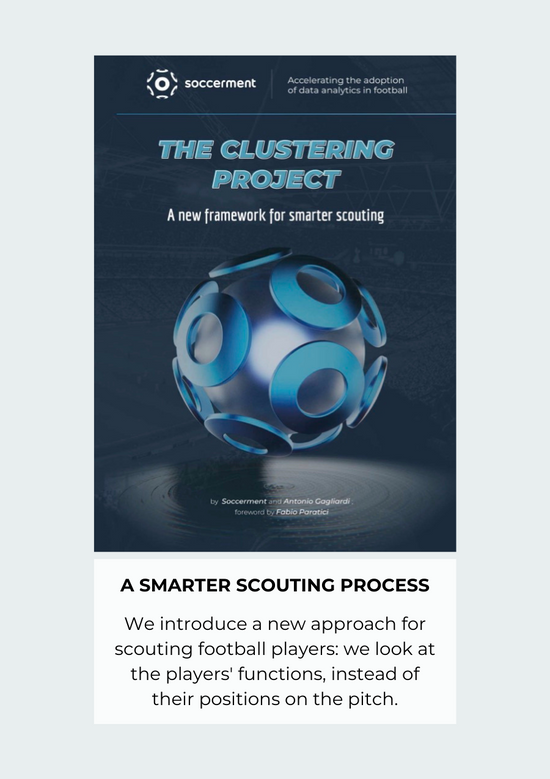 soccerment
Accelerating the adoption
of data analytics in football
THE CLUSTERING
PROJECT
A new framework for smarter scouting
by Soccerment and Antonio Gagliardi ;
foreword by Fabio Paratici
A SMARTER SCOUTING PROCESS
We introduce a new approach for
scouting football players: we look at
the players' functions, instead of
their positions on the pitch.